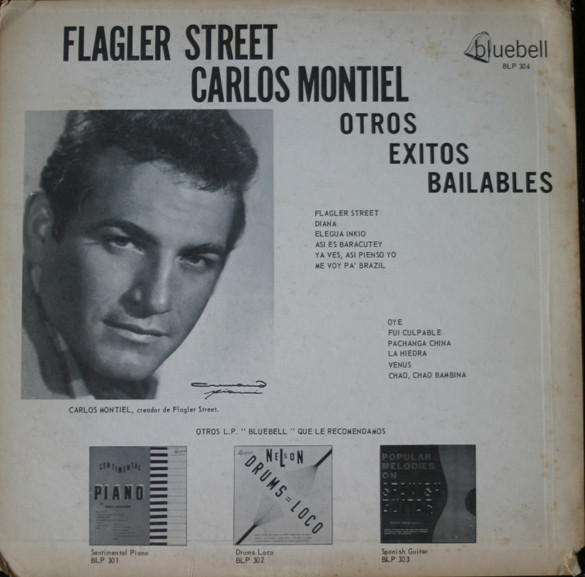 FLAGLER STREET
CARLOS MONTIEL
bluebell
BLP 304
OTROS
EXITOS
BAILABLES
FLAGLER STREET
DIANA
ELEGUA INKIO
ASI ES BARACUTEY
YA VES, ASI PIENSO YO
ME VOY PA' BRAZIL
OYE
FUI CULPABLE
PACHANGA CHINA
LA HIEDRA
VENUS
CHAO, CHAO BAMBINA
CARLOS MONTIEL, creador de Flagler Street.
OTROS L.P. " BLUEBELL " QUE LE RECOMENDAMOS
SENTIMENTAL
PIANO
NELSON
DRUMS = LOCO
POPULAR
MELODIES
ON
SPANISH
GUITAR
Sentimental Piano
BLP 301
Drums Loco
BLP 302
Spanish Guitar
BLP 303